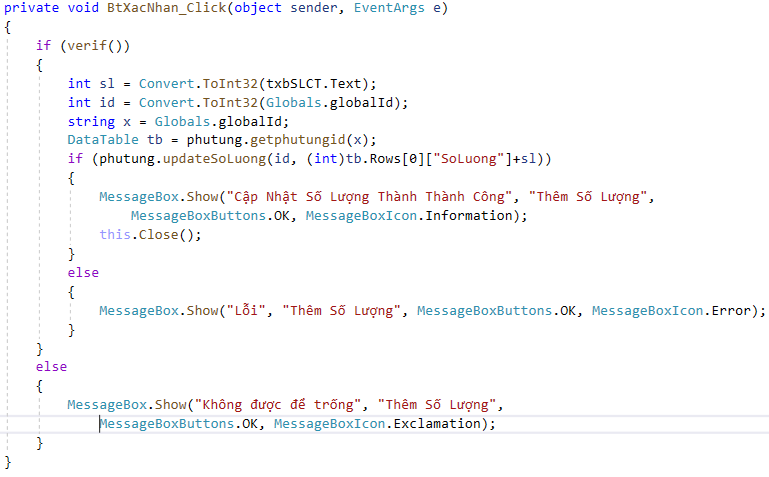 private void BtXacNhan_Click(object sender, EventArgs e)
{
    if (verif())
    {
        int sl = Convert.ToInt32(txbSLCT.Text);
        int id = Convert.ToInt32(Globals.globalId);
        string x = Globals.globalId;
        DataTable tb = phutung.getphutungid(x);
        if (phutung.updateSoLuong(id, (int)tb.Rows[0]["SoLuong"]+sl))
        {
            MessageBox.Show("Cập Nhật Số Lượng Thành Thành Công", "Thêm Số Lượng",
                MessageBoxButtons.OK, MessageBoxIcon.Information);
            this.Close();
        }
        else
        {
            MessageBox.Show("Lỗi", "Thêm Số Lượng", MessageBoxButtons.OK, MessageBoxIcon.Error);
        }
    }
    else
    {
        MessageBox.Show("Không được để trống", "Thêm Số Lượng",
            MessageBoxButtons.OK, MessageBoxIcon.Exclamation);
    }
}